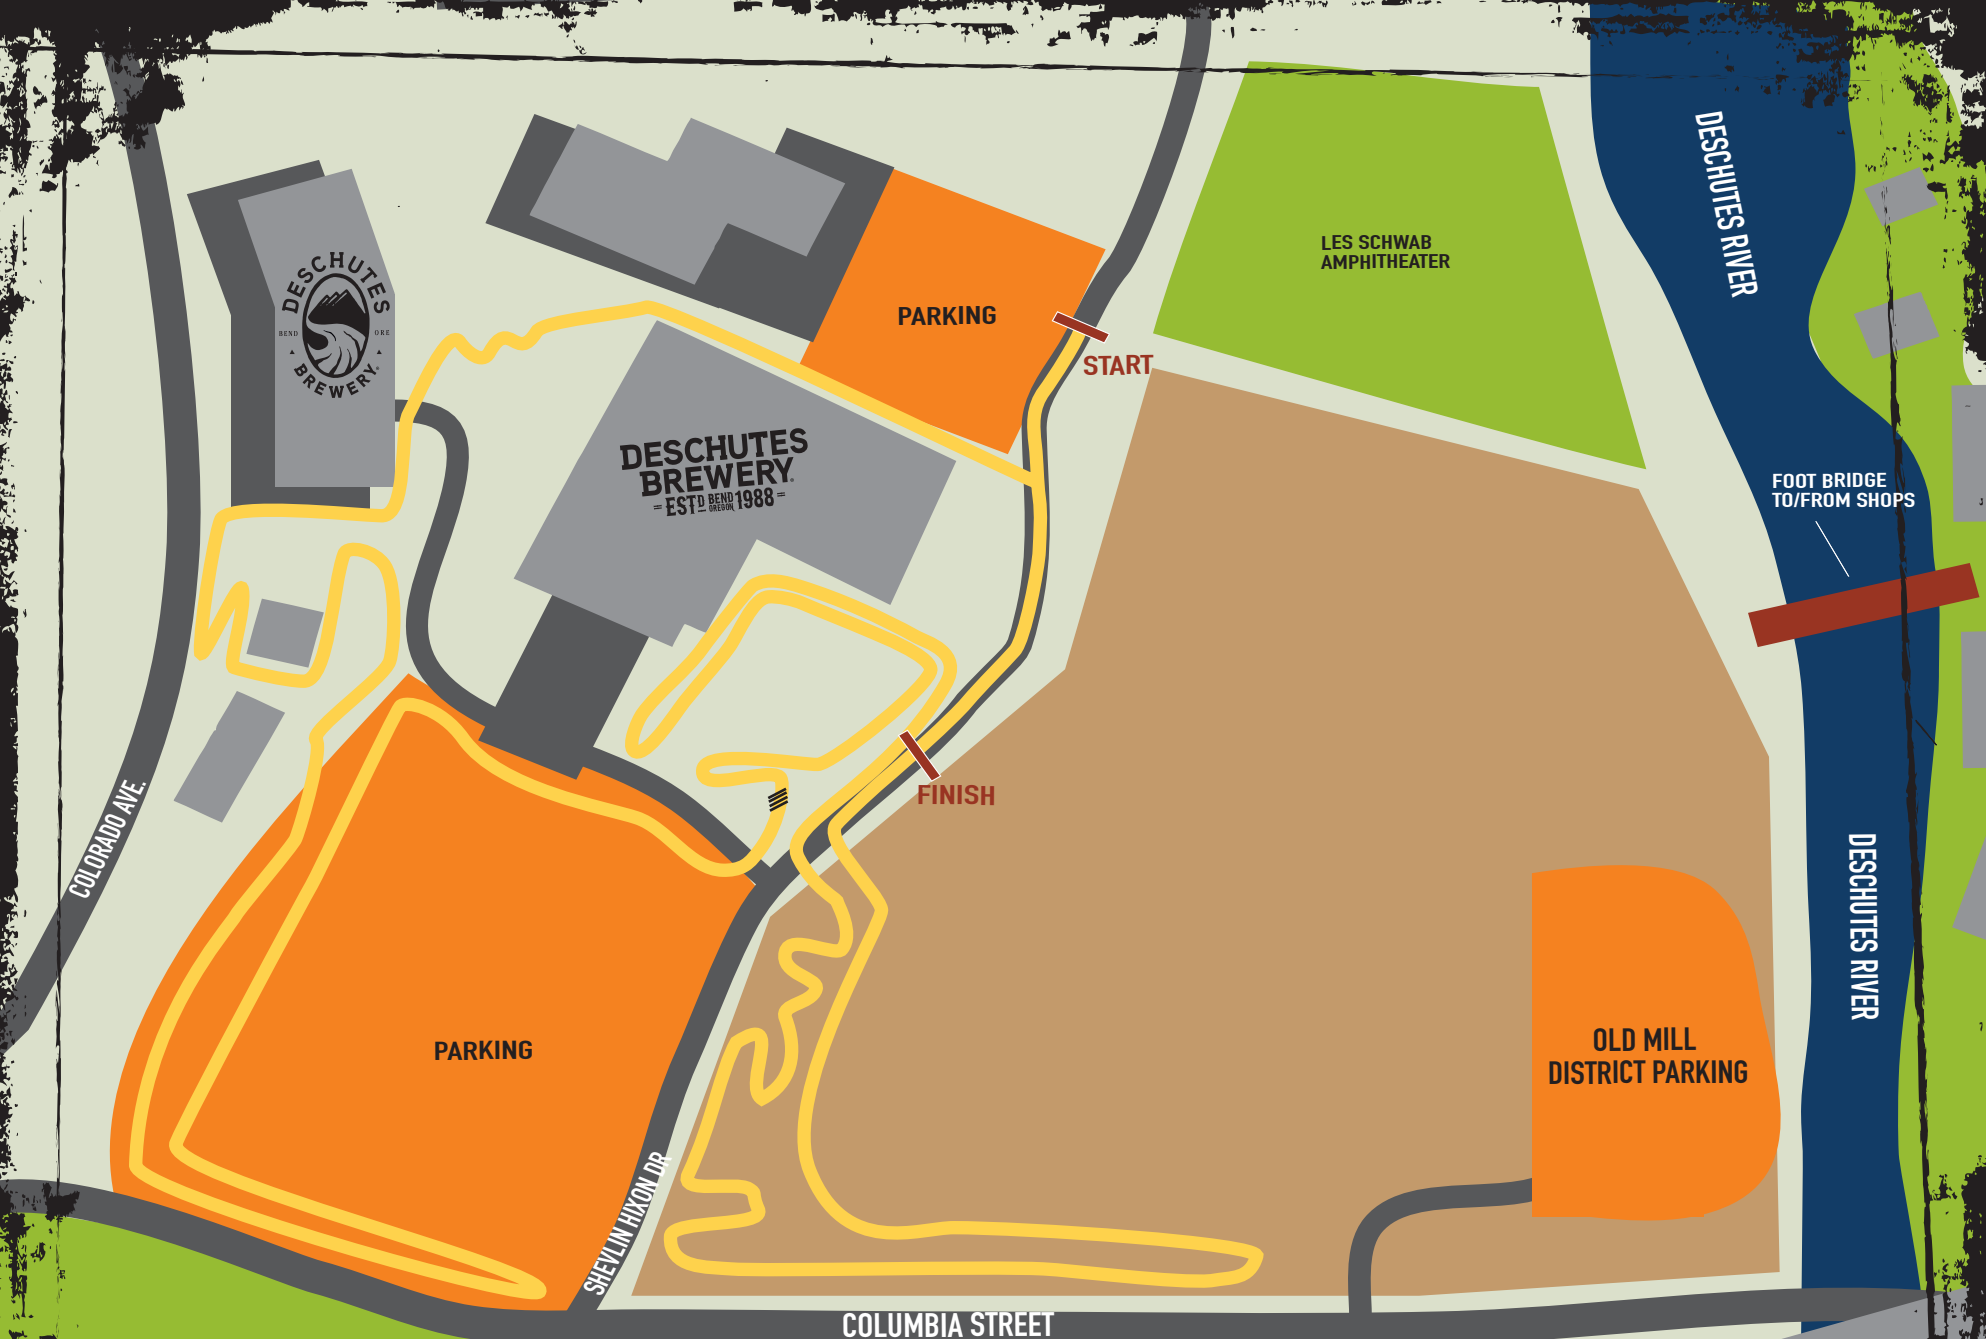 DESCHUTES RIVER
LES SCHWAB
AMPHITHEATER
DESCHUTES
BEND ORE
BREWERY
PARKING
START
DESCHUTES
BREWERY
ESTD BEND OREGON 1988
FOOT BRIDGE
TO/FROM SHOPS
COLORADO AVE.
FINISH
DESCHUTES RIVER
PARKING
OLD MILL
DISTRICT PARKING
SHEVLIN HIXON DR
COLUMBIA STREET